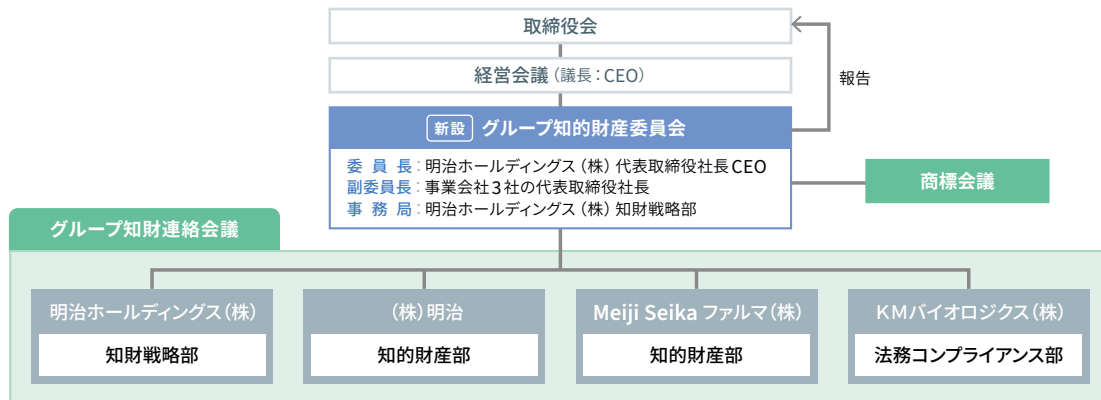 取締役会
経営会議（議長：CEO）
報告
新設 グループ知的財産委員会
委員長：明治ホールディングス（株）代表取締役社長 CEO
副委員長：事業会社3社の代表取締役社長
事務局：明治ホールディングス（株）知財戦略部
商標会議
グループ知財連絡会議
明治ホールディングス（株）
知財戦略部
（株）明治
知的財産部
Meiji Seika ファルマ（株）
知的財産部
KMバイオロジクス（株）
法務コンプライアンス部